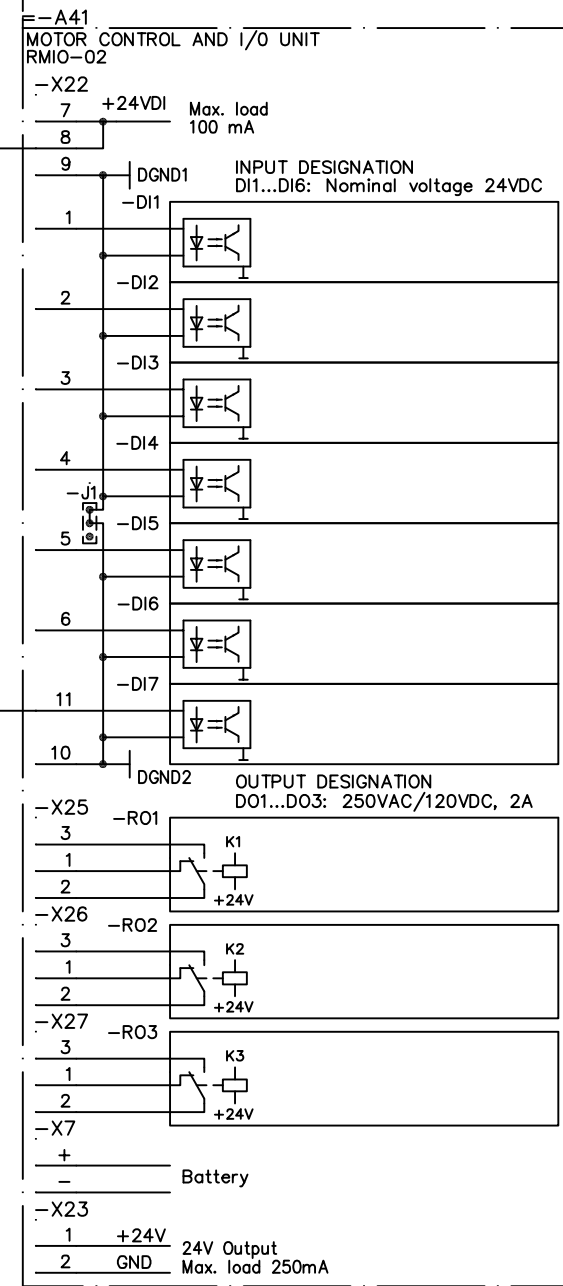 =-A41
MOTOR CONTROL AND I/O UNIT
RMIO-02
-X22
7 +24VDI Max. load
8 100 mA
9 DGND1 INPUT DESIGNATION
DI1...DI6: Nominal voltage 24VDC
-DI1
1
-DI2
2
-DI3
3
-DI4
4
-J1
-DI5
5
-DI6
6
-DI7
11
10
DGND2 OUTPUT DESIGNATION
DO1...DO3: 250VAC/120VDC, 2A
-X25
-RO1
3
K1
1
2
+24V
-X26
-RO2
3
K2
1
2
+24V
-X27
-RO3
3
K3
1
2
+24V
-X7
+
- Battery
-X23
1 +24V 24V Output
2 GND Max. load 250mA